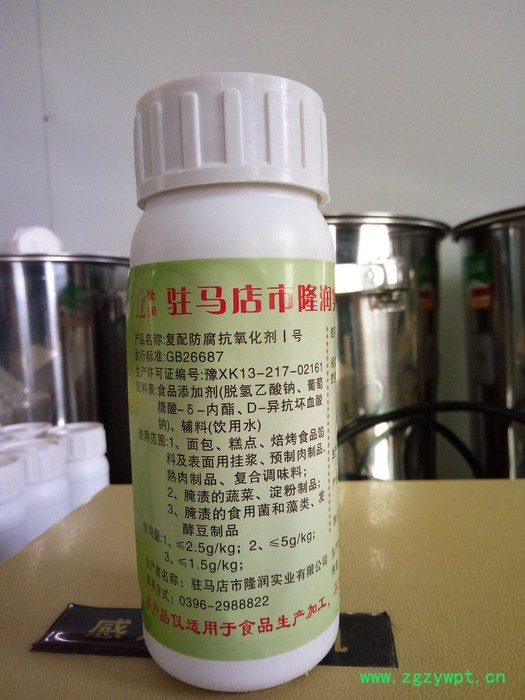 隆润
驻马店市隆润实
产品名称:复配防腐抗氧化剂Ⅰ号
执行标准:GB26687
生产许可证编号:豫XK13-217-02161
配料表:食品添加剂(脱氢乙酸钠、葡萄
糖酸-δ-内酯、D-异抗坏血酸
钠)、辅料(饮用水)
使用范围:1、面包、糕点、焙烤食品馅
料及表面用挂浆、预制肉制品、
熟肉制品、复合调味料;
2、腌渍的蔬菜、淀粉制品;
3、腌渍的食用菌和藻类、发
酵豆制品
使用量:1、≤2.5g/kg; 2、≤5g/kg;
3、≤1.5g/kg;
生产者名称: 驻马店市隆润实业有限公司
联系方式: 0396-2988822
本产品仅适用于食品生产加工,
感
www.zgzywpt.cn